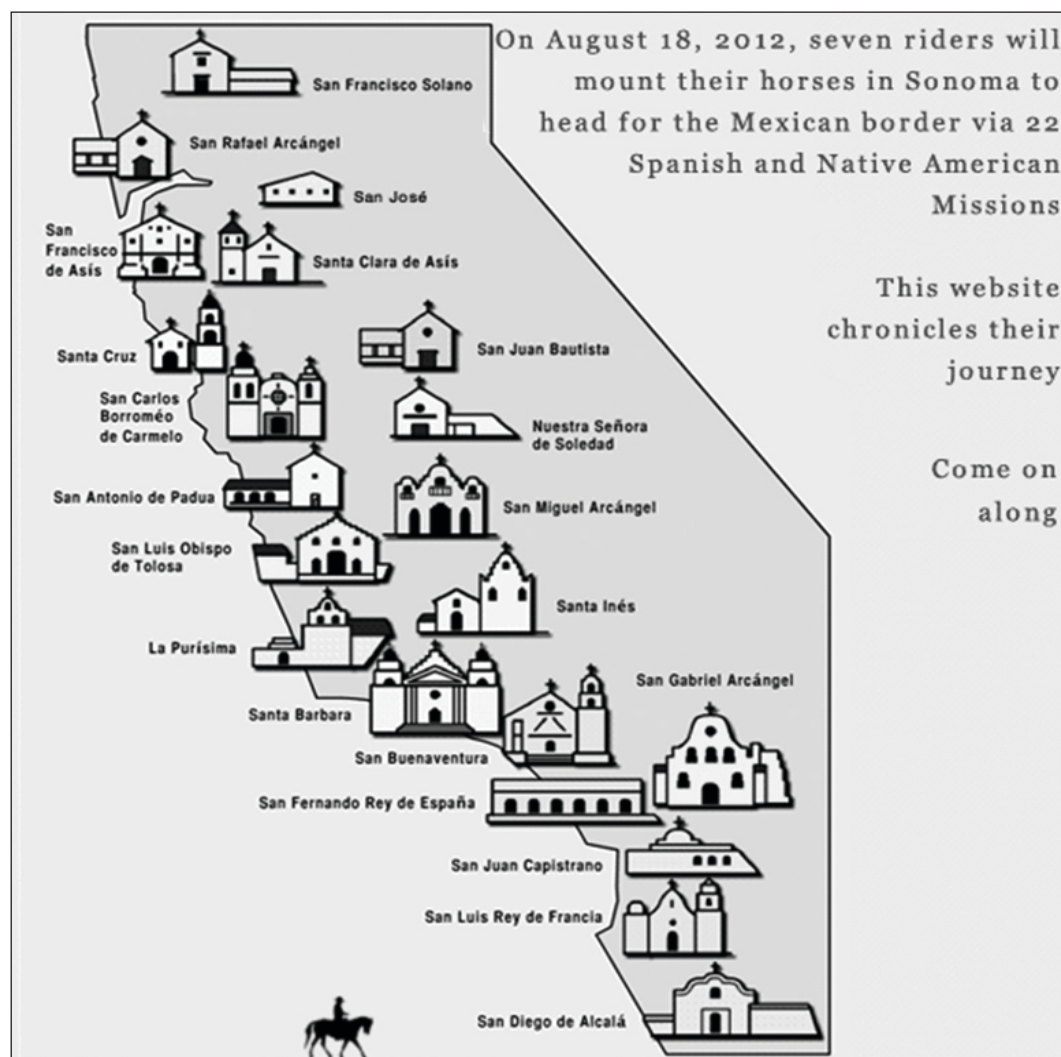 On August 18, 2012, seven riders will
mount their horses in Sonoma to
head for the Mexican border via 22
Spanish and Native American
Missions
This website
chronicles their
journey
Come on
along
San Francisco Solano
San Rafael Arcángel
San José
San
Francisco
de Asís
Santa Clara de Asís
Santa Cruz
San Juan Bautista
San Carlos
Borroméo
de Carmelo
Nuestra Señora
de Soledad
San Antonio de Padua
San Miguel Arcángel
San Luis Obispo
de Tolosa
Santa Inés
La Purísima
San Gabriel Arcángel
Santa Barbara
San Buenaventura
San Fernando Rey de España
San Juan Capistrano
San Luis Rey de Francia
San Diego de Alcalá